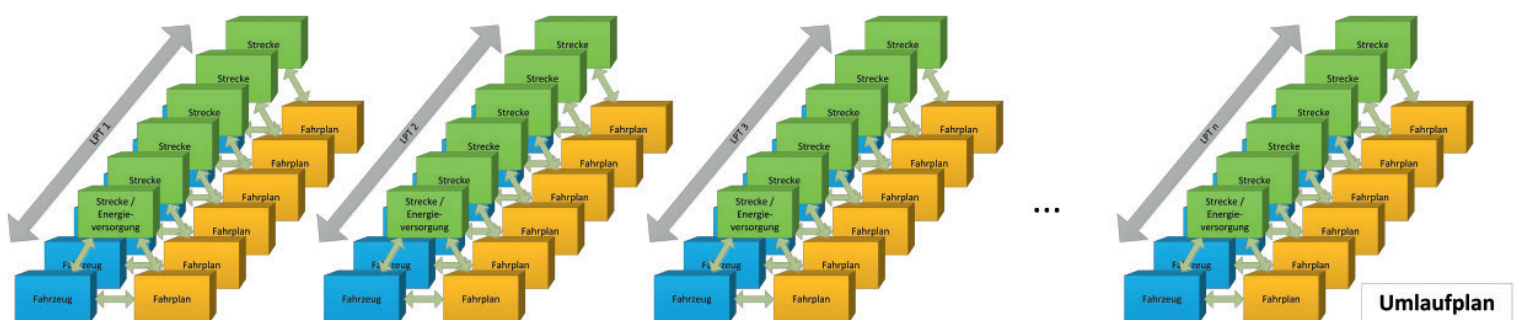 Strecke
Strecke
Strecke
Strecke
Strecke
Strecke /
Energie-
versorgung
LPT 1
Fahrplan
Fahrplan
Fahrplan
Fahrplan
Fahrplan
Fahrplan
Fahrzeug
Fahrzeug
Strecke
Strecke
Strecke
Strecke
Strecke
Strecke /
Energie-
versorgung
LPT 2
Fahrplan
Fahrplan
Fahrplan
Fahrplan
Fahrplan
Fahrplan
Fahrzeug
Fahrzeug
Strecke
Strecke
Strecke
Strecke
Strecke
Strecke /
Energie-
versorgung
LPT 3
Fahrplan
Fahrplan
Fahrplan
Fahrplan
Fahrplan
Fahrplan
Fahrzeug
Fahrzeug
...
Strecke
Strecke
Strecke
Strecke
Strecke
Strecke /
Energie-
versorgung
LPT n
Fahrplan
Fahrplan
Fahrplan
Fahrplan
Fahrplan
Fahrplan
Fahrzeug
Fahrzeug
Umlaufplan